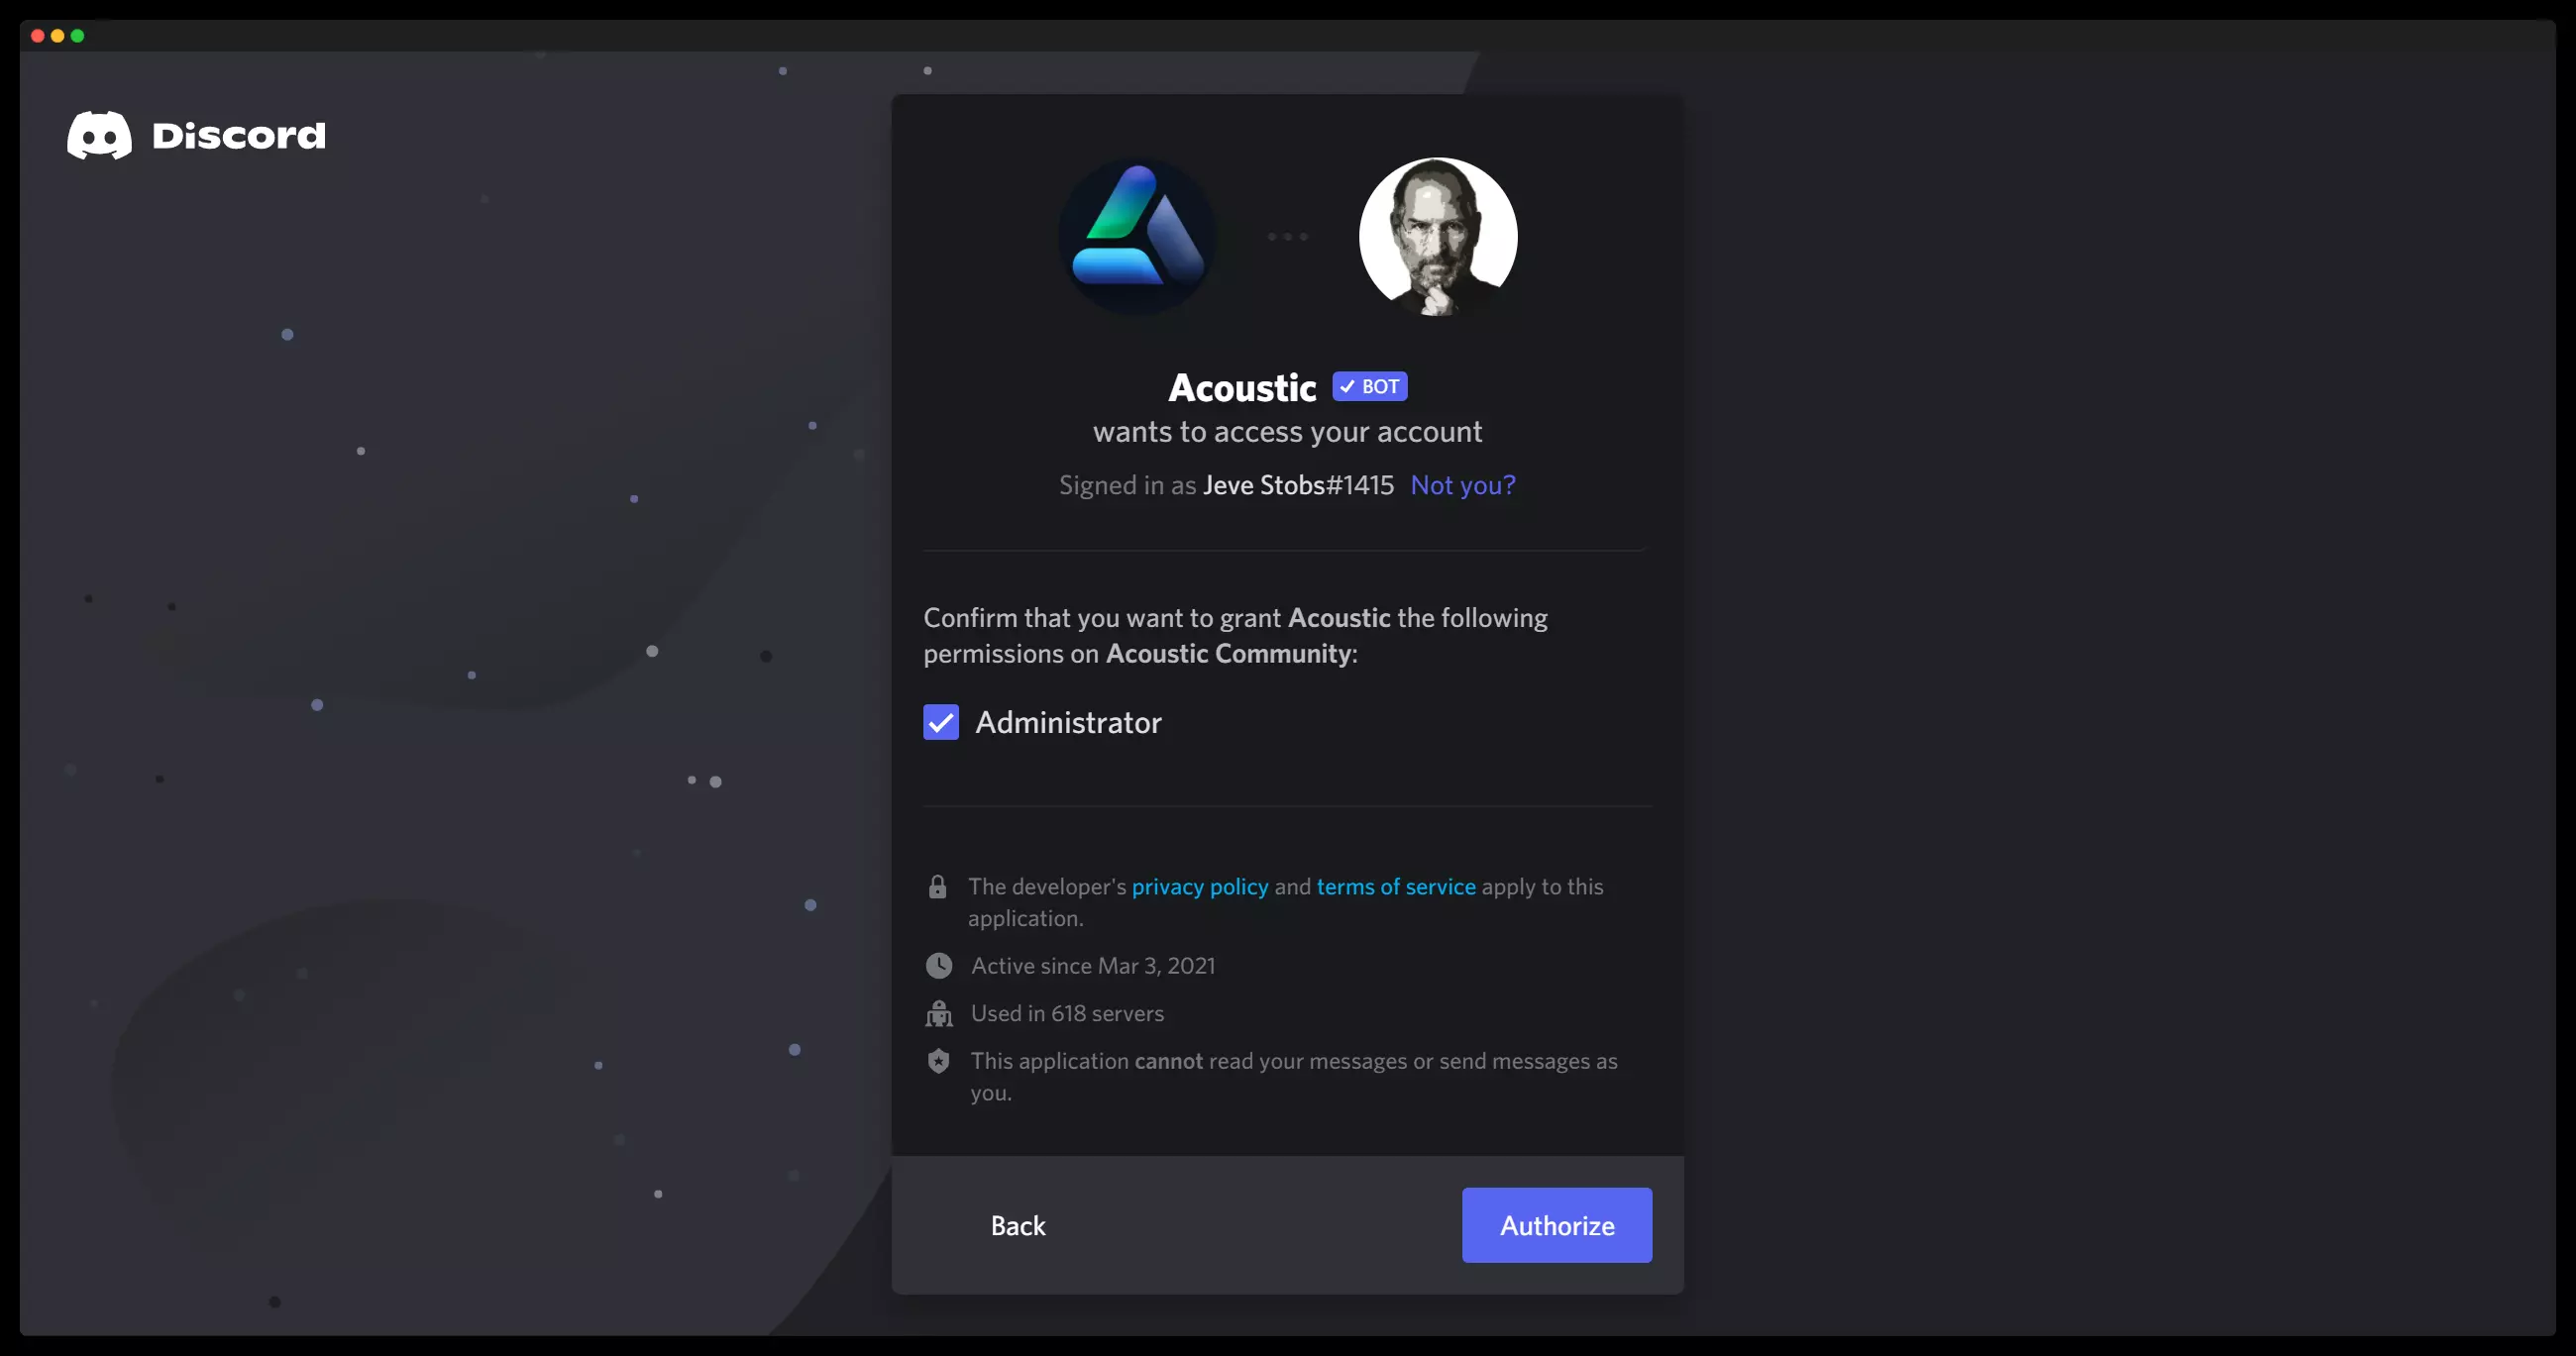 Discord
Acoustic BOT
wants to access your account
Signed in as Jeve Stobs#1415 Not you?
Confirm that you want to grant Acoustic the following
permissions on Acoustic Community:
Administrator
The developer's privacy policy and terms of service apply to this
application.
Active since Mar 3, 2021
Used in 618 servers
This application cannot read your messages or send messages as
you.
Back Authorize